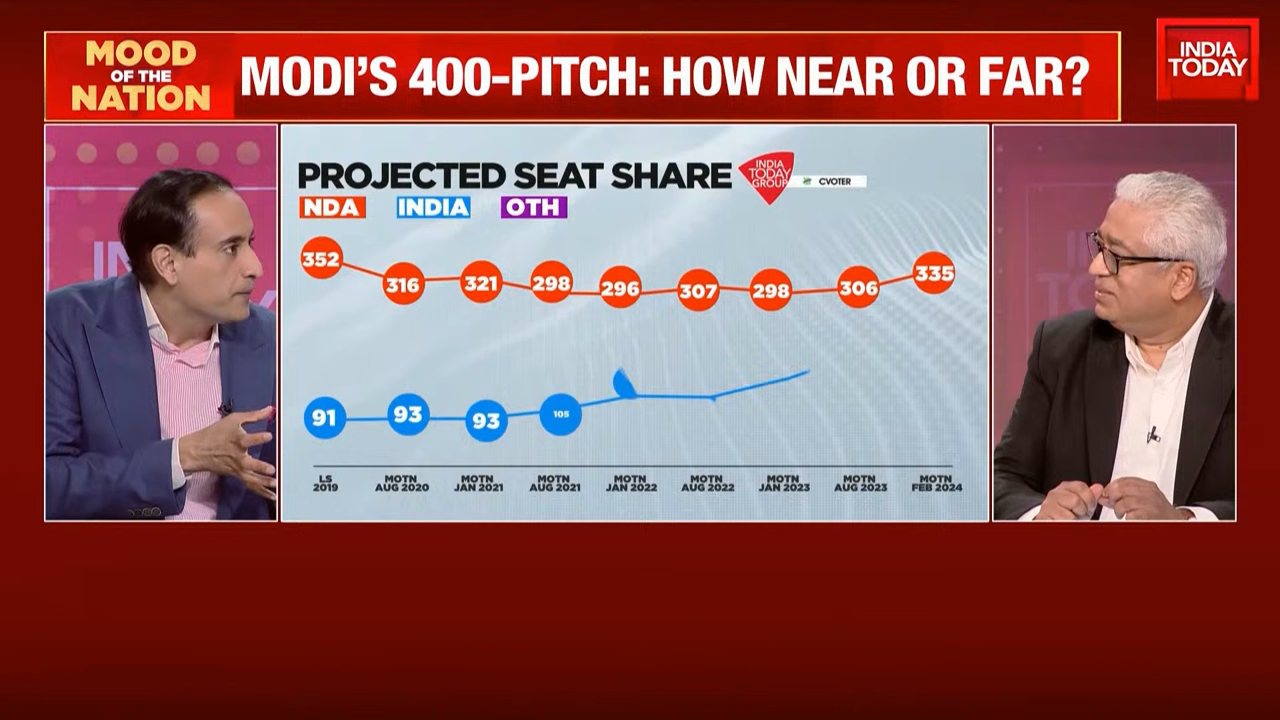 MOOD
OF THE
NATION
MODI'S 400-PITCH: HOW NEAR OR FAR?
INDIA
TODAY
PROJECTED SEAT SHARE
INDIA
TODAY
GROUP
CVOTER
NDA INDIA OTH
352 316 321 298 296 307 298 306 335
91 93 93 105
LS
2019
MOTN
AUG 2020
MOTN
JAN 2021
MOTN
AUG 2021
MOTN
JAN 2022
MOTN
AUG 2022
MOTN
JAN 2023
MOTN
AUG 2023
MOTN
FEB 2024